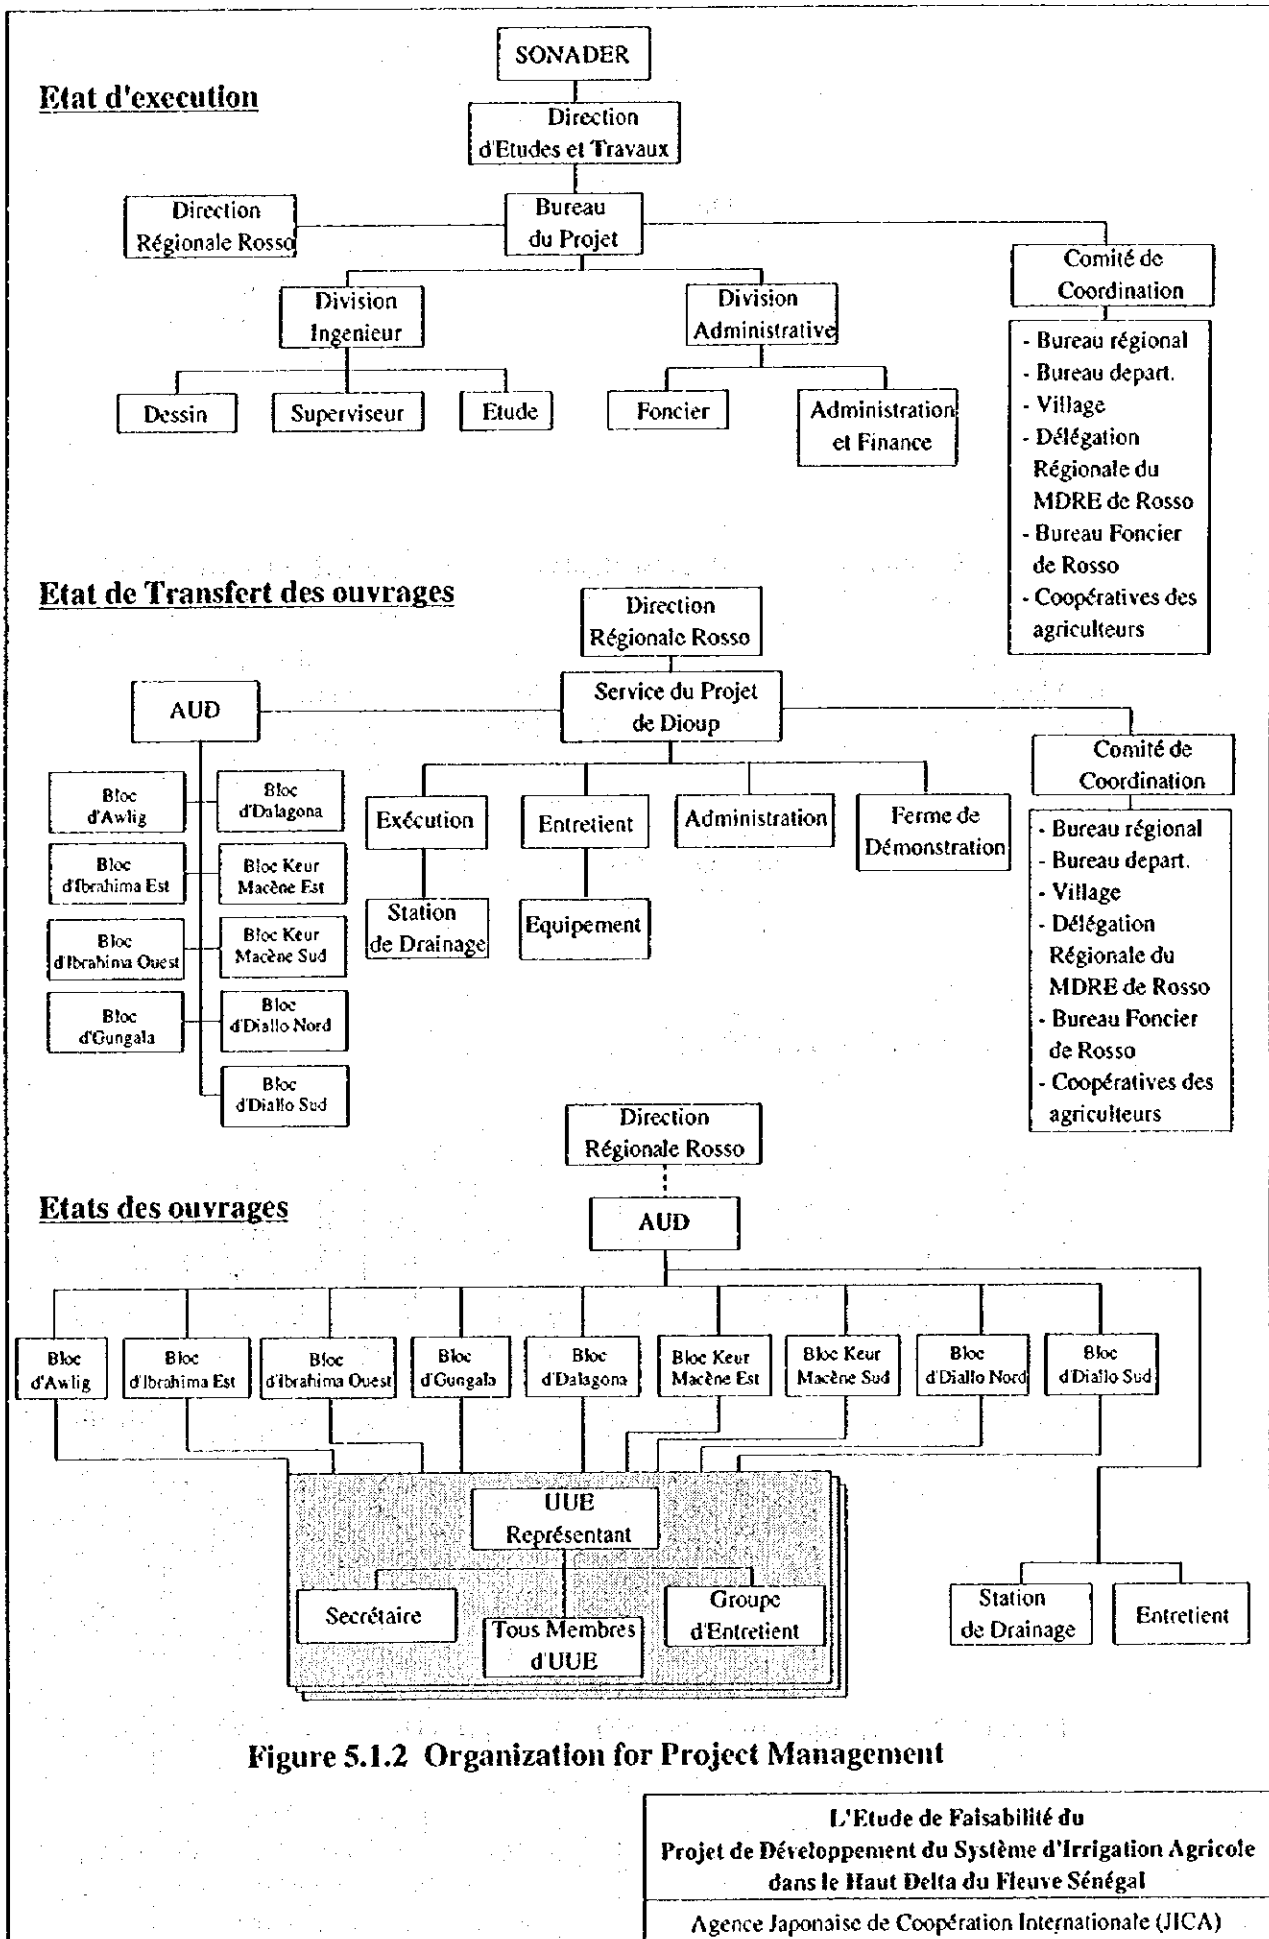 SONADER
Etat d'execution
Direction
d'Etudes et Travaux
Direction
Régionale Rosso
Bureau
du Projet
Comité de
Coordination
Division
Ingenieur
Division
Administrative
- Bureau régional
- Bureau depart.
- Village
- Délégation
Régionale du
MDRE de Rosso
- Bureau Foncier
de Rosso
- Coopératives des
agriculteurs
Dessin
Superviseur
Etude
Foncier
Administration
et Finance
Etat de Transfert des ouvrages
Direction
Régionale Rosso
AUD
Service du Projet
de Dioup
Comité de
Coordination
Bloc
d'Awlig
Bloc
d'Dalagona
Bloc
d'Ibrahima Est
Bloc Keur
Macène Est
Bloc
d'Ibrahima Ouest
Bloc Keur
Macène Sud
Bloc
d'Gungala
Bloc
d'Diallo Nord
Bloc
d'Diallo Sud
Exécution
Entretient
Administration
Ferme de
Démonstration
Station
de Drainage
Equipement
- Bureau régional
- Bureau depart.
- Village
- Délégation
Régionale du
MDRE de Rosso
- Bureau Foncier
de Rosso
- Coopératives des
agriculteurs
Direction
Régionale Rosso
Etats des ouvrages
AUD
Bloc
d'Awlig
Bloc
d'Ibrahima Est
Bloc
d'Ibrahima Ouest
Bloc
d'Gungala
Bloc
d'Dalagona
Bloc Keur
Macène Est
Bloc Keur
Macène Sud
Bloc
d'Diallo Nord
Bloc
d'Diallo Sud
UUE
Représentant
Secrétaire
Tous Membres
d'UUE
Groupe
d'Entretient
Station
de Drainage
Entretient
Figure 5.1.2 Organization for Project Management
L'Etude de Faisabilité du
Projet de Développement du Système d'Irrigation Agricole
dans le Haut Delta du Fleuve Sénégal
Agence Japonaise de Coopération Internationale (JICA)